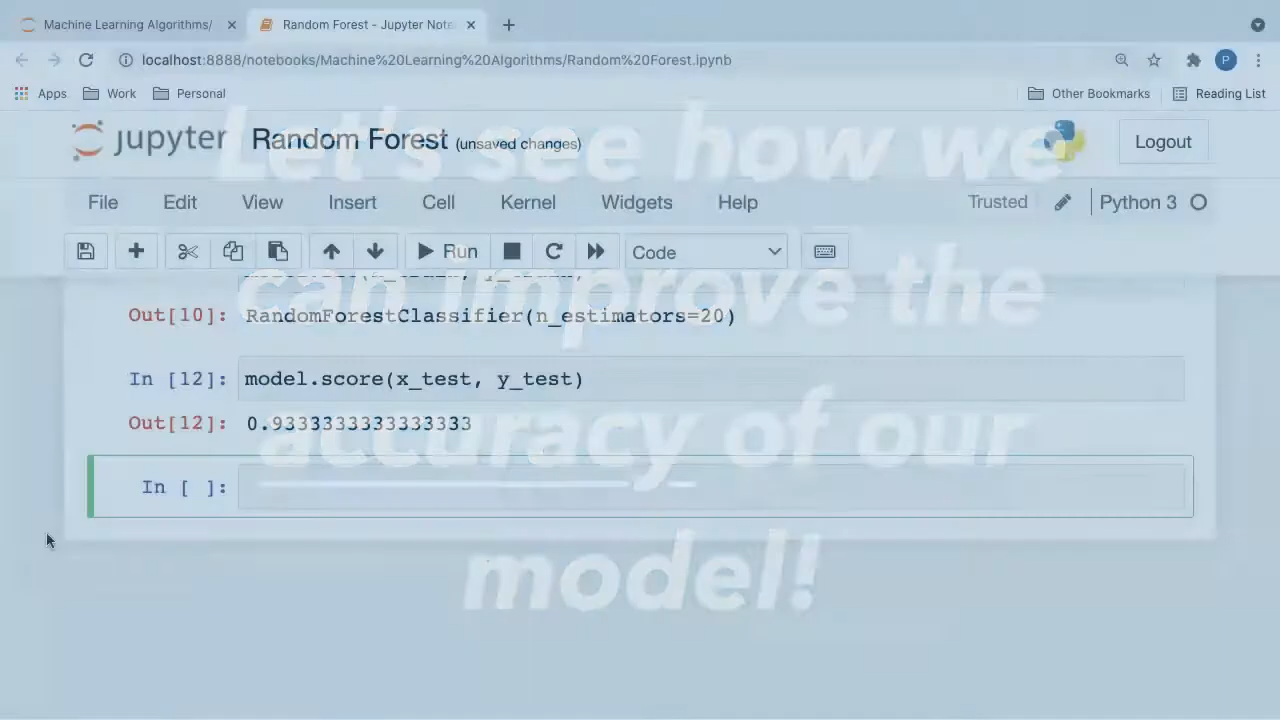 Machine Learning Algorithms/
Random Forest - Jupyter Note
localhost:8888/notebooks/Machine%20Learning%20Algorithms/Random%20Forest.ipynb
P
Apps Work Personal Other Bookmarks Reading List
jupyter Random Forest (unsaved changes) Logout
Let's see how we
File Edit View Insert Cell Kernel Widgets Help Trusted Python 3
Run Code
can improve the
Out[10]: RandomForestClassifier(n_estimators=20)
In [12]: model.score(x_test, y_test)
Out[12]: 0.9333333333333333
accuracy of our
In [ ]:
model!